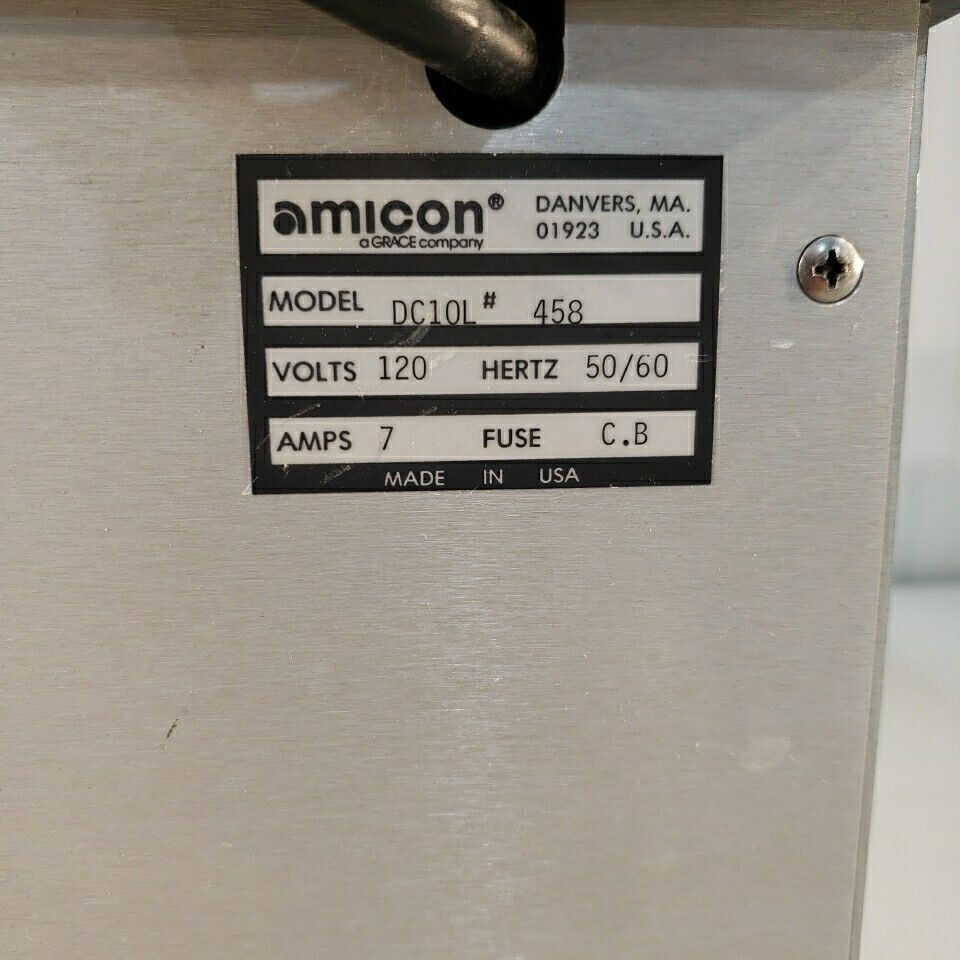 amicon® DANVERS, MA.
a GRACE company 01923 U.S.A.
MODEL DC10L # 458
VOLTS 120 HERTZ 50/60
AMPS 7 FUSE C.B
MADE IN USA